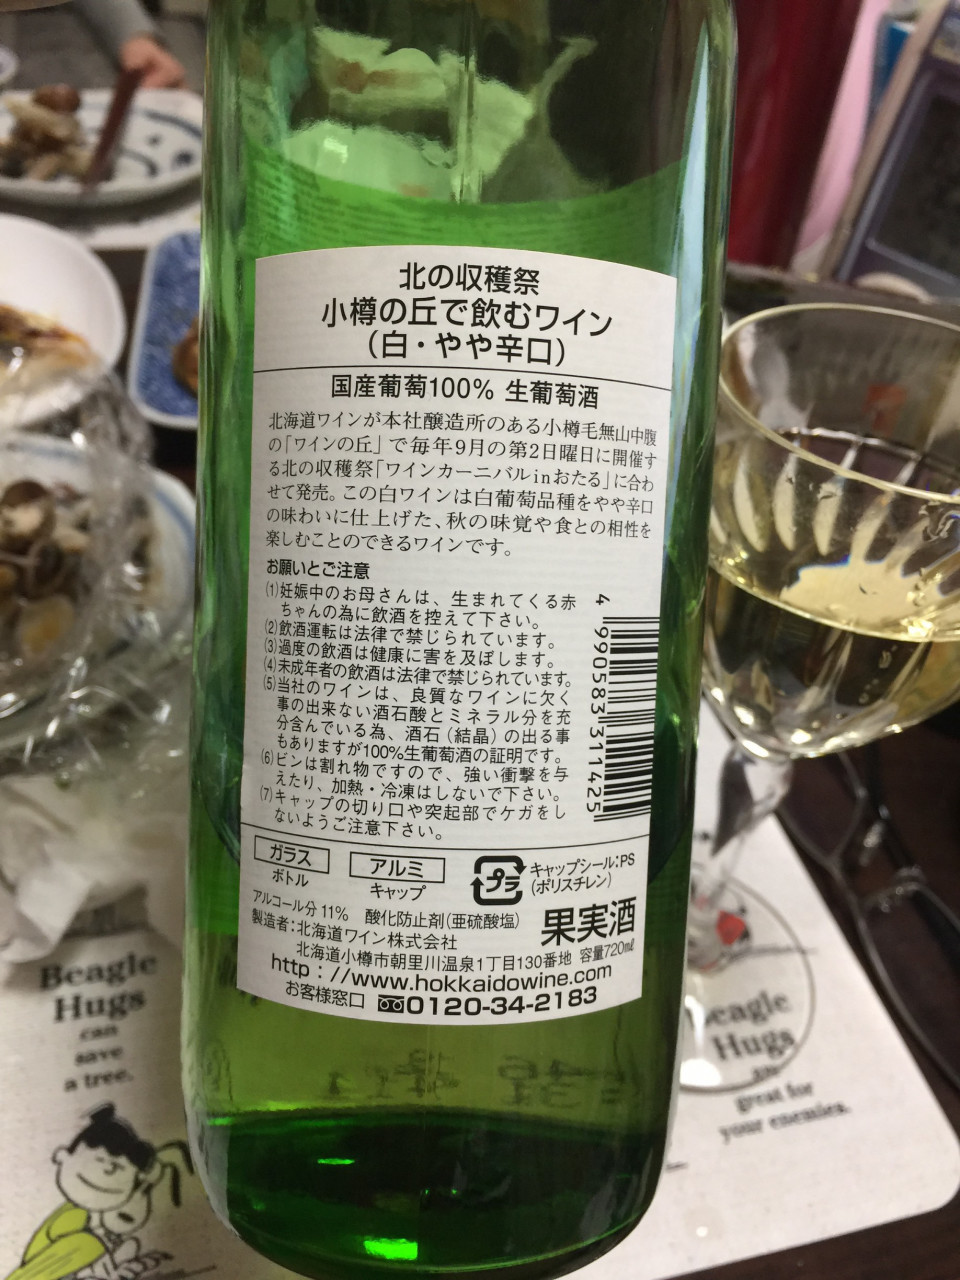 北の収穫祭
小樽の丘で飲むワイン
（白・やや辛口）
国産葡萄100% 生葡萄酒
北海道ワインが本社醸造所のある小樽毛無山中腹
の「ワインの丘」で毎年9月の第2日曜日に開催す
る北の収穫祭「ワインカーニバルinおたる」に合わ
せて発売。この白ワインは白葡萄品種をやや辛口
の味わいに仕上げた、秋の味覚や食との相性を
楽しむことのできるワインです。
お願いとご注意
⑴妊娠中のお母さんは、生まれてくる赤
ちゃんの為に飲酒を控えて下さい。
⑵飲酒運転は法律で禁じられています。
⑶過度の飲酒は健康に害を及ぼします。
⑷未成年者の飲酒は法律で禁じられています。
⑸当社のワインは、良質なワインに欠く
事の出来ない酒石酸とミネラル分を充
分含んでいる為、酒石（結晶）の出る事
もありますが100%生葡萄酒の証明です。
⑹ビンは割れ物ですので、強い衝撃を与
えたり、加熱・冷凍はしないで下さい。
⑺キャップの切り口や突起部でケガをし
ないようご注意下さい。
4 990583 311425
ガラス
ボトル
アルミ
キャップ
プラ
キャップシール：PS
（ポリスチレン）
アルコール分 11% 酸化防止剤（亜硫酸塩）
果実酒
製造者：北海道ワイン株式会社
北海道小樽市朝里川温泉1丁目130番地 容量720ml
http://www.hokkaidowine.com
お客様窓口 0120-34-2183
Beagle
Hugs
can
save
a tree.
Hugs
great for
your enemies.